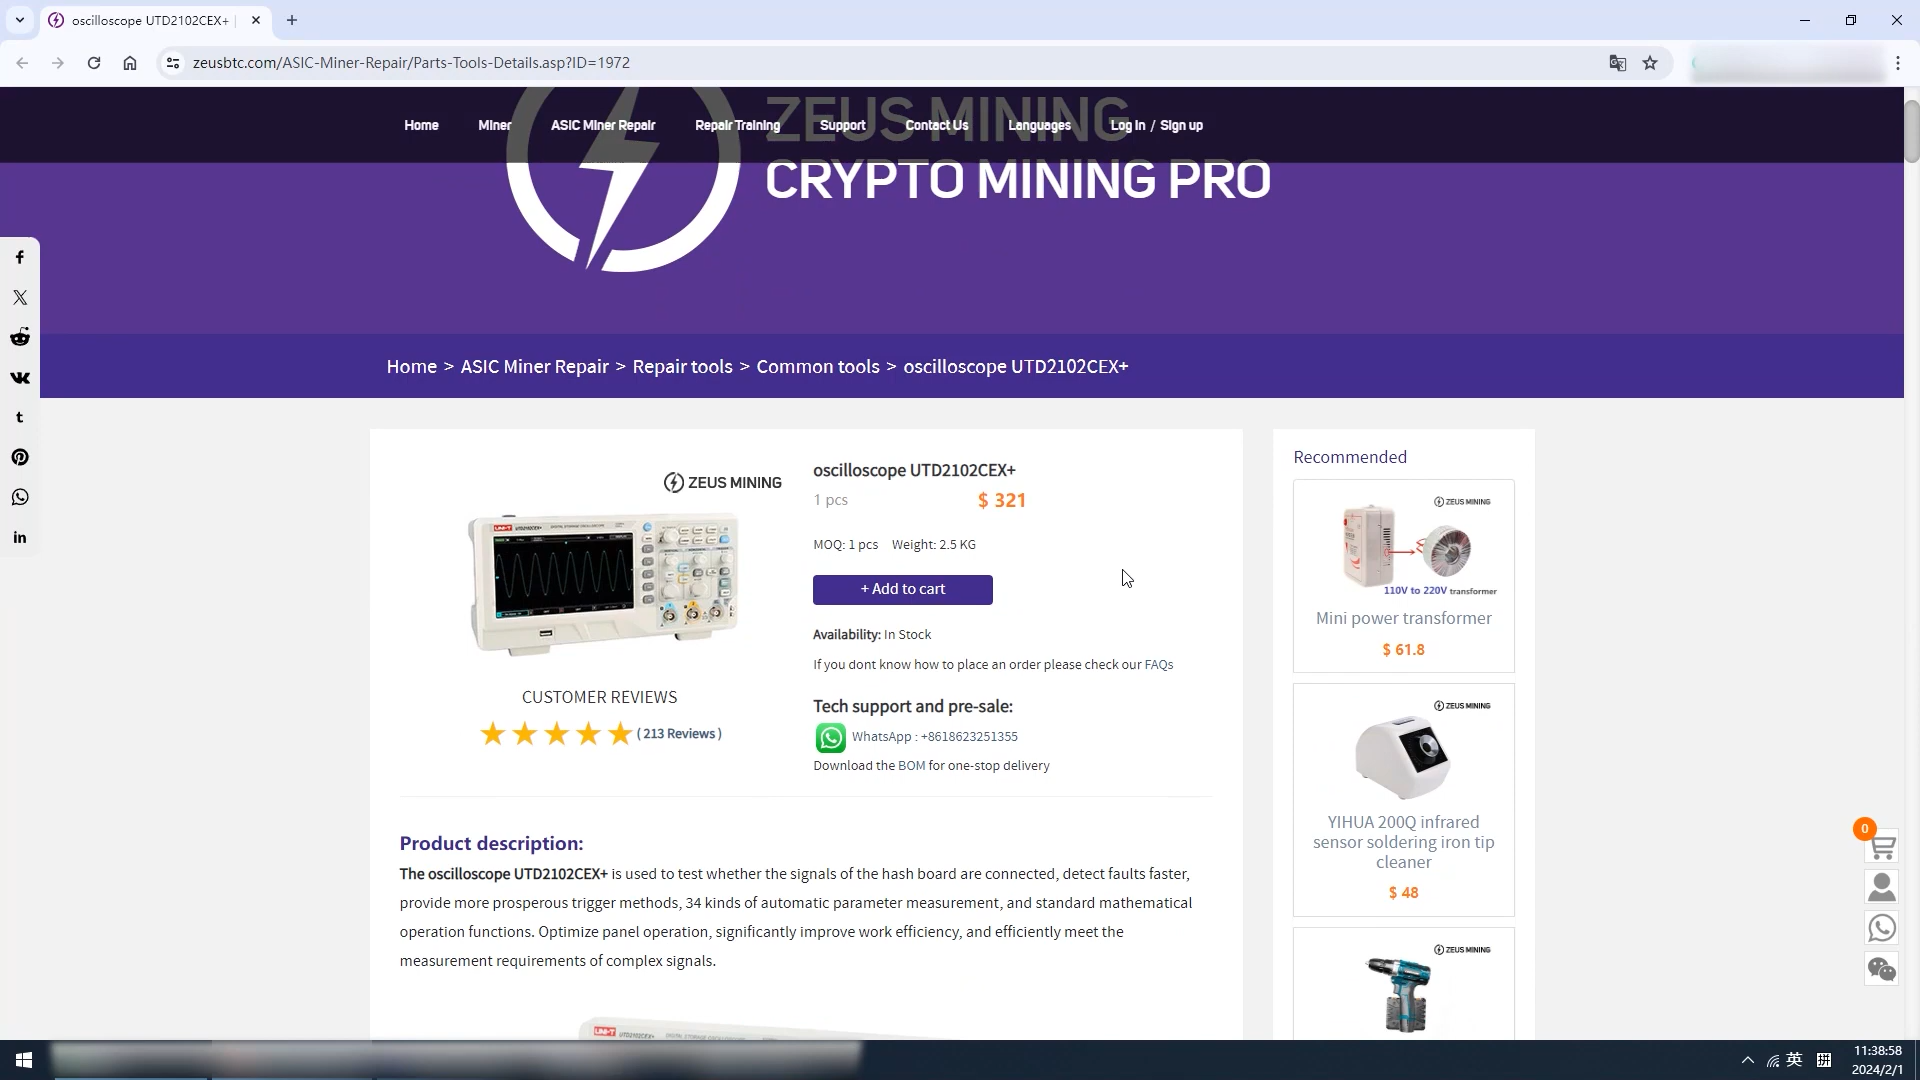 oscilloscope UTD2102CEX+
zeusbtc.com/ASIC-Miner-Repair/Parts-Tools-Details.asp?ID=1972
ZEUS MINING
Home
Miner
ASIC Miner Repair
Repair Training
Support
Contact Us
Languages
Log in / Sign up
CRYPTO MINING PRO
Home > ASIC Miner Repair > Repair tools > Common tools > oscilloscope UTD2102CEX+
ZEUS MINING
oscilloscope UTD2102CEX+
1 pcs
$ 321
MOQ: 1 pcs Weight: 2.5 KG
+ Add to cart
Availability: In Stock
If you dont know how to place an order please check our FAQs
CUSTOMER REVIEWS
( 213 Reviews )
Tech support and pre-sale:
WhatsApp : +8618623251355
Download the BOM for one-stop delivery
Product description:
The oscilloscope UTD2102CEX+ is used to test whether the signals of the hash board are connected, detect faults faster,
provide more prosperous trigger methods, 34 kinds of automatic parameter measurement, and standard mathematical
operation functions. Optimize panel operation, significantly improve work efficiency, and efficiently meet the
measurement requirements of complex signals.
UNI-T UTD2102CEX+
Recommended
ZEUS MINING
110V to 220V transformer
Mini power transformer
$ 61.8
ZEUS MINING
YIHUA 200Q infrared
sensor soldering iron tip
cleaner
$ 48
ZEUS MINING
0
英
拼
11:38:58
2024/2/1